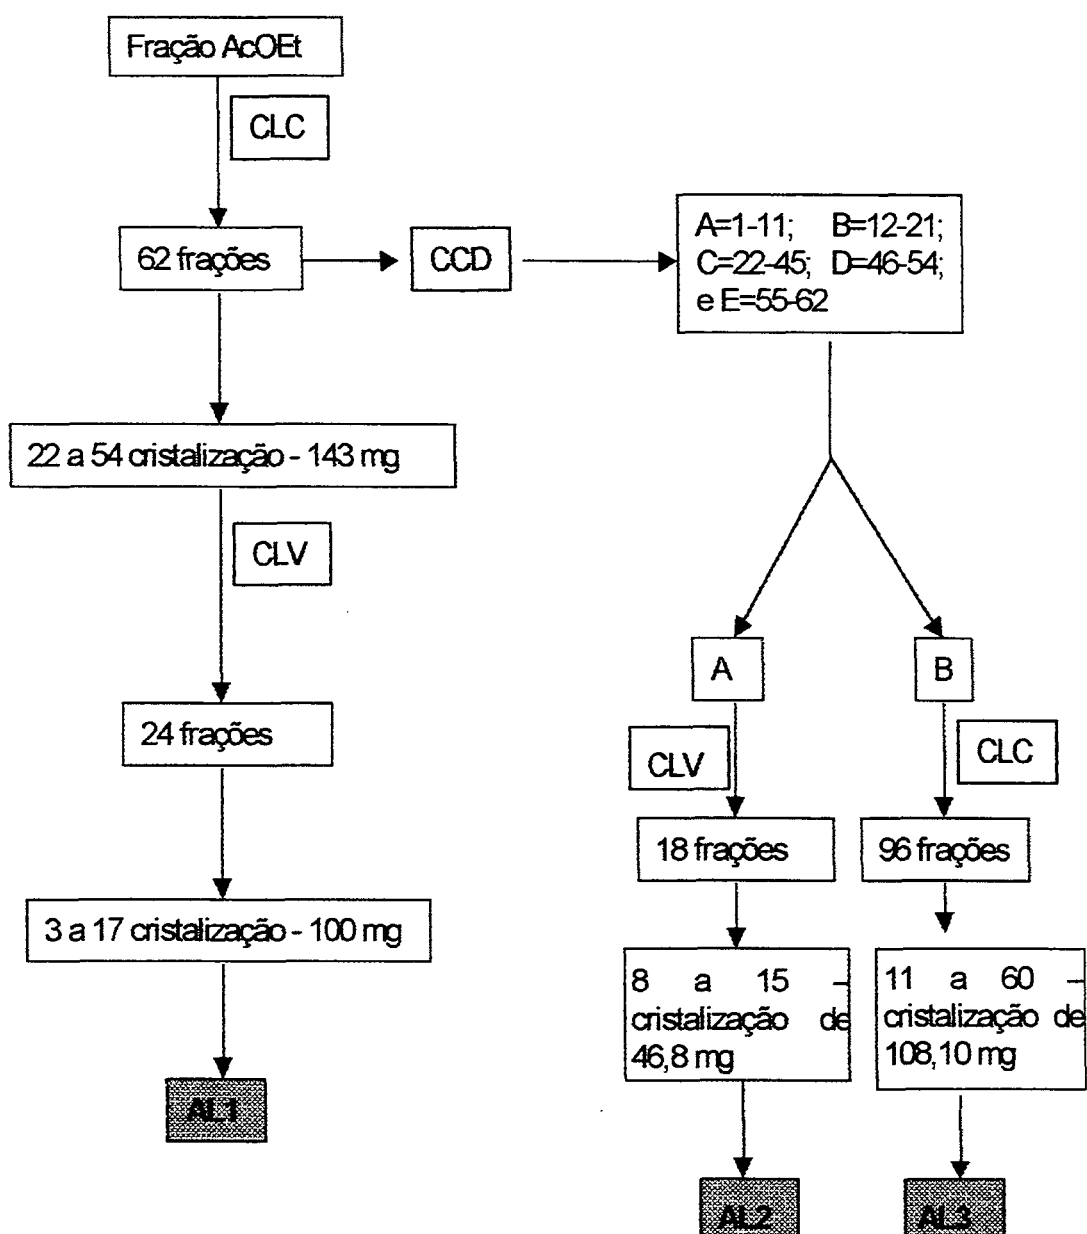 Fração AcOEt
CLC
62 frações
CCD
A=1-11; B=12-21;
C=22-45; D=46-54;
e E=55-62
22 a 54 cristalização - 143 mg
CLV
24 frações
3 a 17 cristalização - 100 mg
AL1
A
B
CLV
CLC
18 frações
96 frações
8 a 15 –
cristalização de
46,8 mg
11 a 60 –
cristalização de
108,10 mg
AL2
AL3